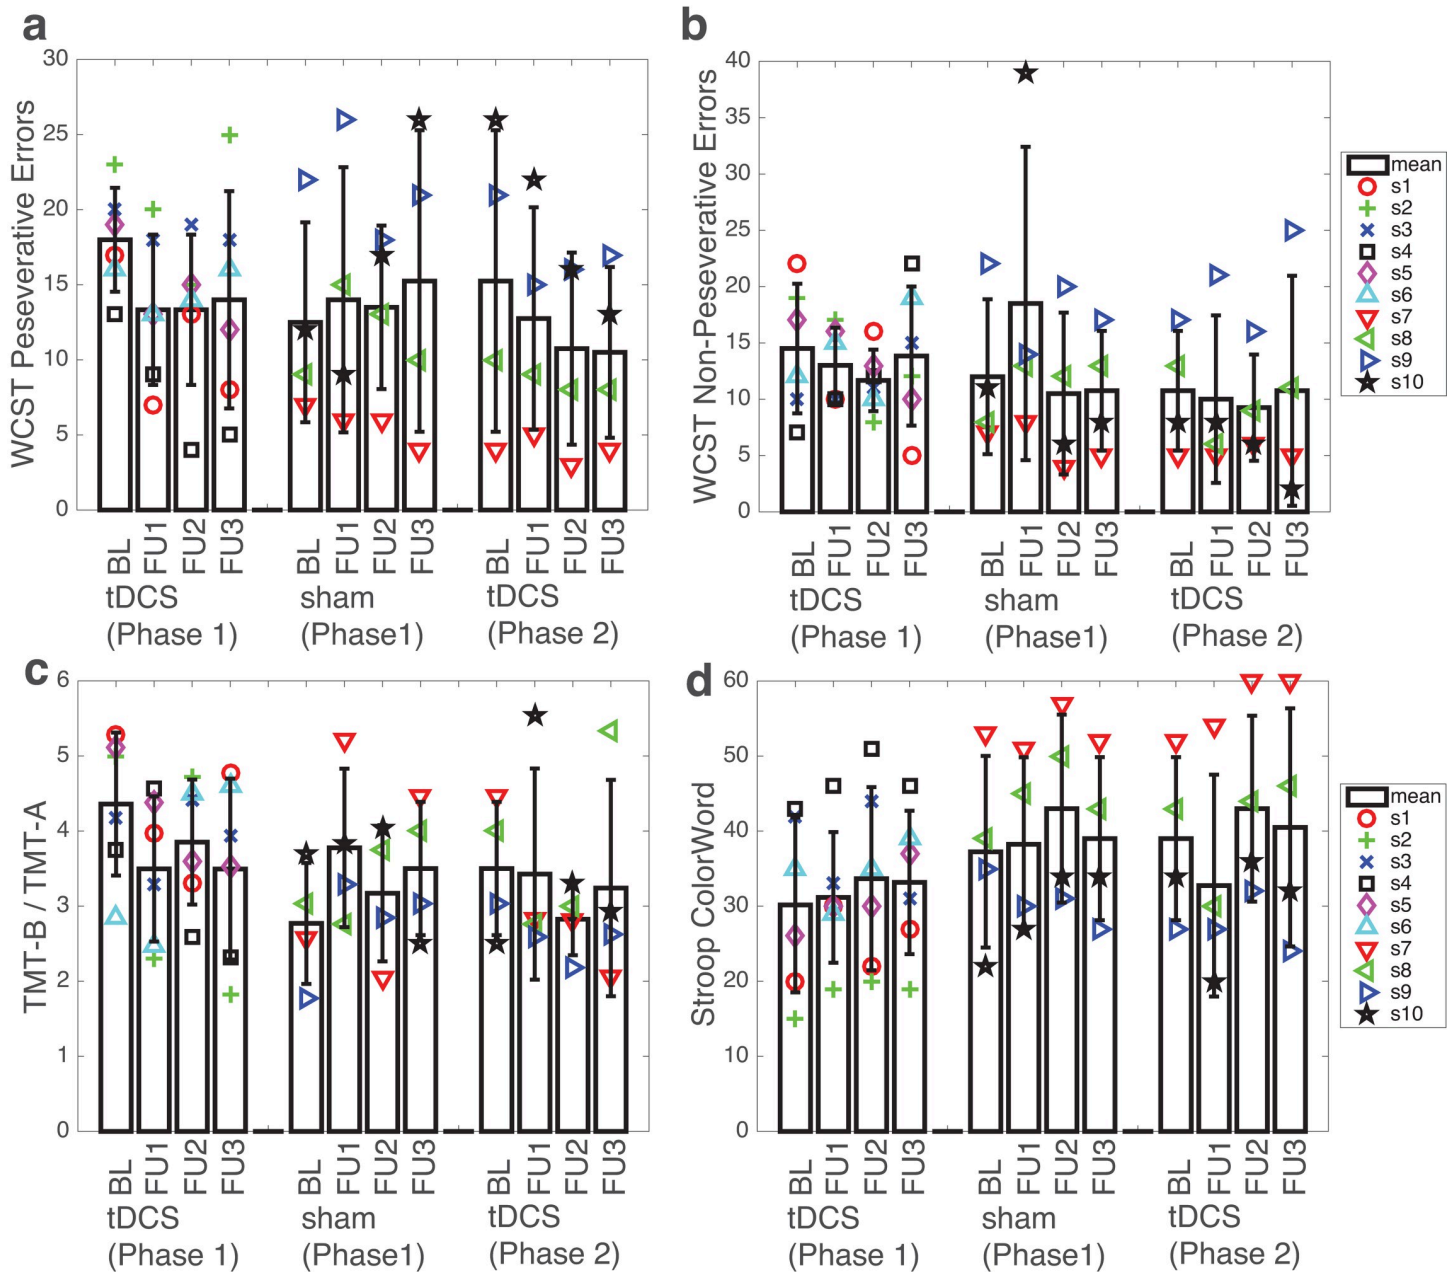 a
WCST Peseverative Errors
30
25
20
15
10
5
0
BL FU1 FU2 FU3 BL FU1 FU2 FU3 BL FU1 FU2 FU3
tDCS sham tDCS
(Phase 1) (Phase1) (Phase 2)
b
WCST Non-Peseverative Errors
40
35
30
25
20
15
10
5
0
BL FU1 FU2 FU3 BL FU1 FU2 FU3 BL FU1 FU2 FU3
tDCS sham tDCS
(Phase 1) (Phase1) (Phase 2)
mean
s1
s2
s3
s4
s5
s6
s7
s8
s9
s10
c
TMT-B / TMT-A
6
5
4
3
2
1
0
BL FU1 FU2 FU3 BL FU1 FU2 FU3 BL FU1 FU2 FU3
tDCS sham tDCS
(Phase 1) (Phase1) (Phase 2)
d
Stroop ColorWord
60
50
40
30
20
10
0
BL FU1 FU2 FU3 BL FU1 FU2 FU3 BL FU1 FU2 FU3
tDCS sham tDCS
(Phase 1) (Phase1) (Phase 2)
mean
s1
s2
s3
s4
s5
s6
s7
s8
s9
s10